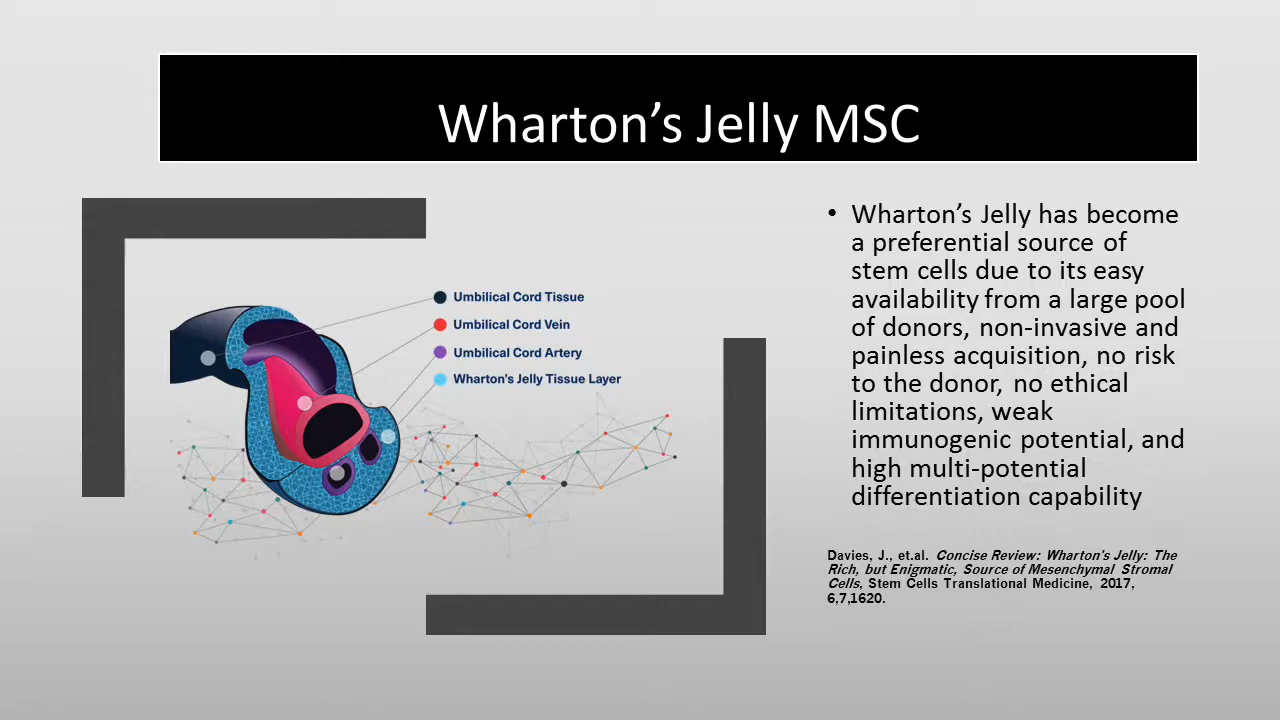 Wharton’s Jelly MSC
Umbilical Cord Tissue
Umbilical Cord Vein
Umbilical Cord Artery
Wharton's Jelly Tissue Layer
• Wharton’s Jelly has become
a preferential source of
stem cells due to its easy
availability from a large pool
of donors, non-invasive and
painless acquisition, no risk
to the donor, no ethical
limitations, weak
immunogenic potential, and
high multi-potential
differentiation capability
Davies, J., et.al. Concise Review: Wharton's Jelly: The
Rich, but Enigmatic, Source of Mesenchymal Stromal
Cells, Stem Cells Translational Medicine, 2017,
6,7,1620.